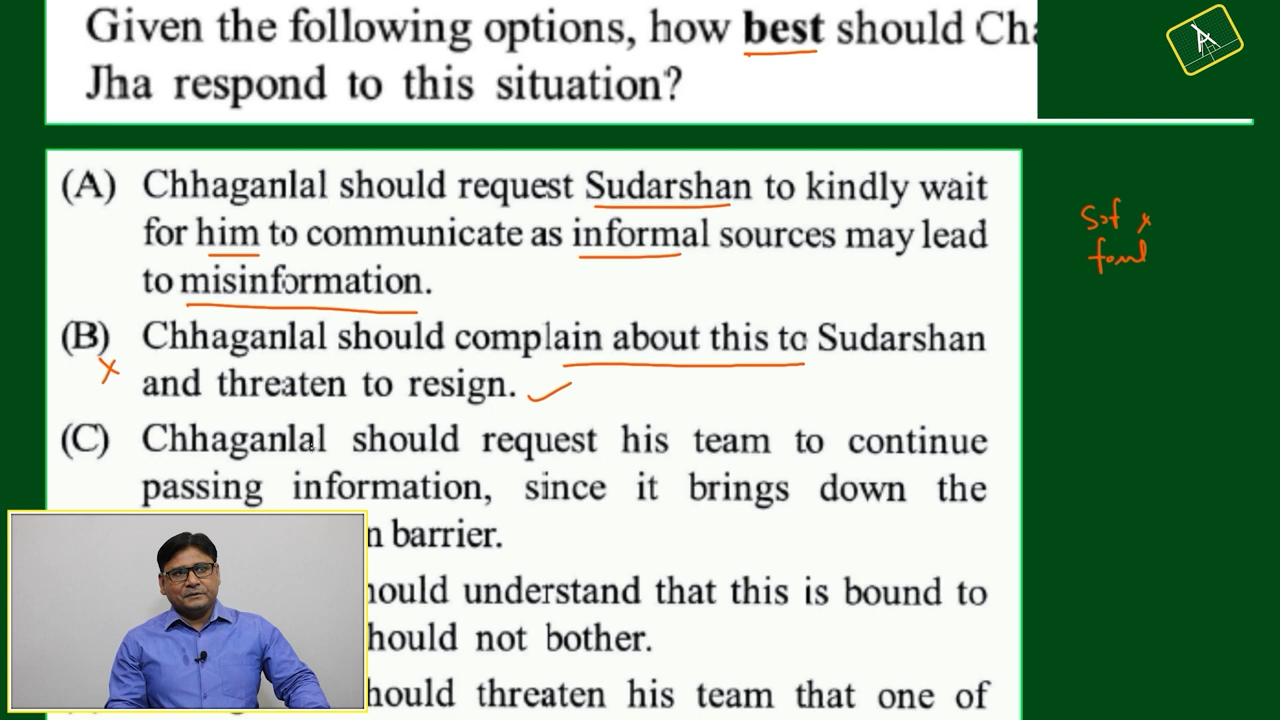 Given the following options, how best should Cha
Jha respond to this situation?
(A) Chhaganlal should request Sudarshan to kindly wait
for him to communicate as informal sources may lead
to misinformation.
(B) Chhaganlal should complain about this to Sudarshan
and threaten to resign.
(C) Chhaganlal should request his team to continue
passing information, since it brings down the
n barrier.
hould understand that this is bound to
hould not bother.
hould threaten his team that one of